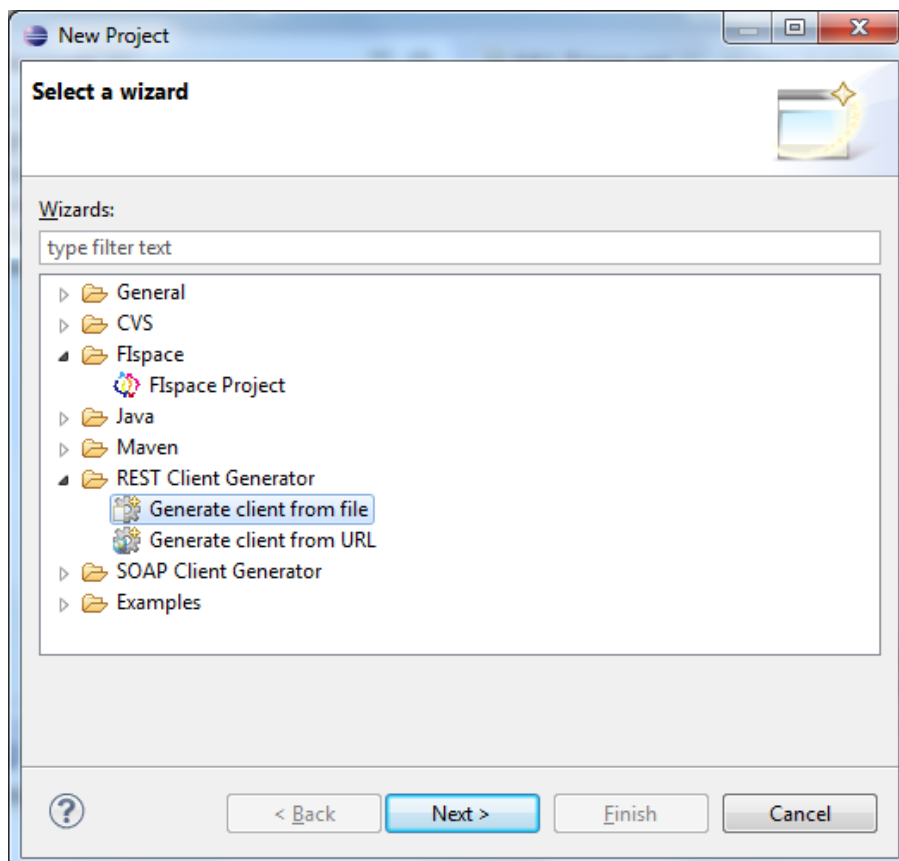 New Project
Select a wizard
Wizards:
type filter text
General
CVS
FIspace
FIspace Project
Java
Maven
REST Client Generator
Generate client from file
Generate client from URL
SOAP Client Generator
Examples
< Back Next > Finish Cancel